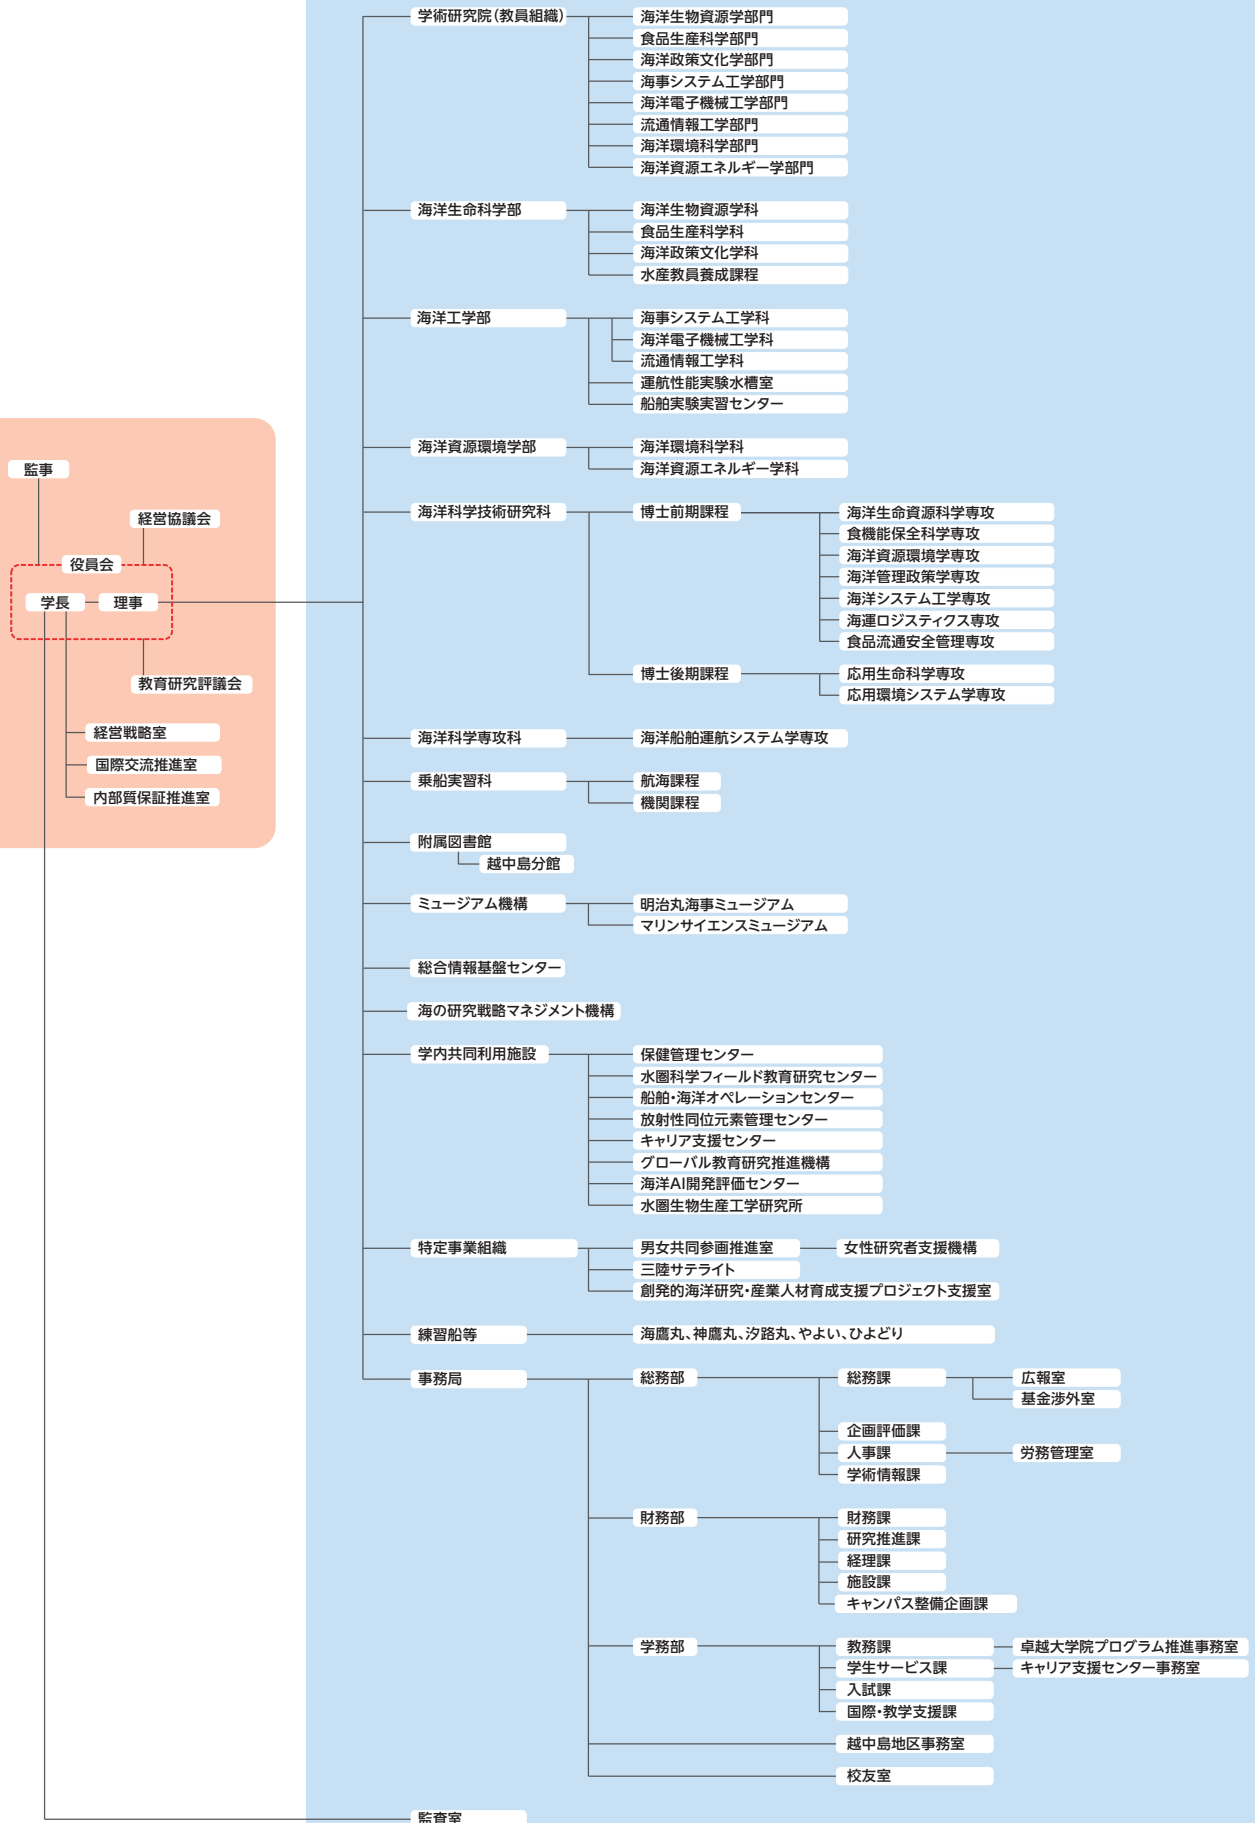 監事
経営協議会
役員会
学長
理事
教育研究評議会
経営戦略室
国際交流推進室
内部質保証推進室
学術研究院(教員組織)
海洋生物資源学部門
食品生産科学部門
海洋政策文化学部門
海事システム工学部門
海洋電子機械工学部門
流通情報工学部門
海洋環境科学部門
海洋資源エネルギー学部門
海洋生命科学部
海洋生物資源学科
食品生産科学科
海洋政策文化学科
水産教員養成課程
海洋工学部
海事システム工学科
海洋電子機械工学科
流通情報工学科
運航性能実験水槽室
船舶実験実習センター
海洋資源環境学部
海洋環境科学科
海洋資源エネルギー学科
海洋科学技術研究科
博士前期課程
海洋生命資源科学専攻
食機能保全科学専攻
海洋資源環境学専攻
海洋管理政策学専攻
海洋システム工学専攻
海運ロジスティクス専攻
食品流通安全管理専攻
博士後期課程
応用生命科学専攻
応用環境システム学専攻
海洋科学専攻科
海洋船舶運航システム学専攻
乗船実習科
航海課程
機関課程
附属図書館
越中島分館
ミュージアム機構
明治丸海事ミュージアム
マリンサイエンスミュージアム
総合情報基盤センター
海の研究戦略マネジメント機構
学内共同利用施設
保健管理センター
水圏科学フィールド教育研究センター
船舶・海洋オペレーションセンター
放射性同位元素管理センター
キャリア支援センター
グローバル教育研究推進機構
海洋AI開発評価センター
水圏生物生産工学研究所
特定事業組織
男女共同参画推進室
女性研究者支援機構
三陸サテライト
創発的海洋研究・産業人材育成支援プロジェクト支援室
練習船等
海鷹丸、神鷹丸、汐路丸、やよい、ひよどり
事務局
総務部
総務課
広報室
基金渉外室
企画評価課
人事課
労務管理室
学術情報課
財務部
財務課
研究推進課
経理課
施設課
キャンパス整備企画課
学務部
教務課
卓越大学院プログラム推進事務室
学生サービス課
キャリア支援センター事務室
入試課
国際・教学支援課
越中島地区事務室
校友室
監査室